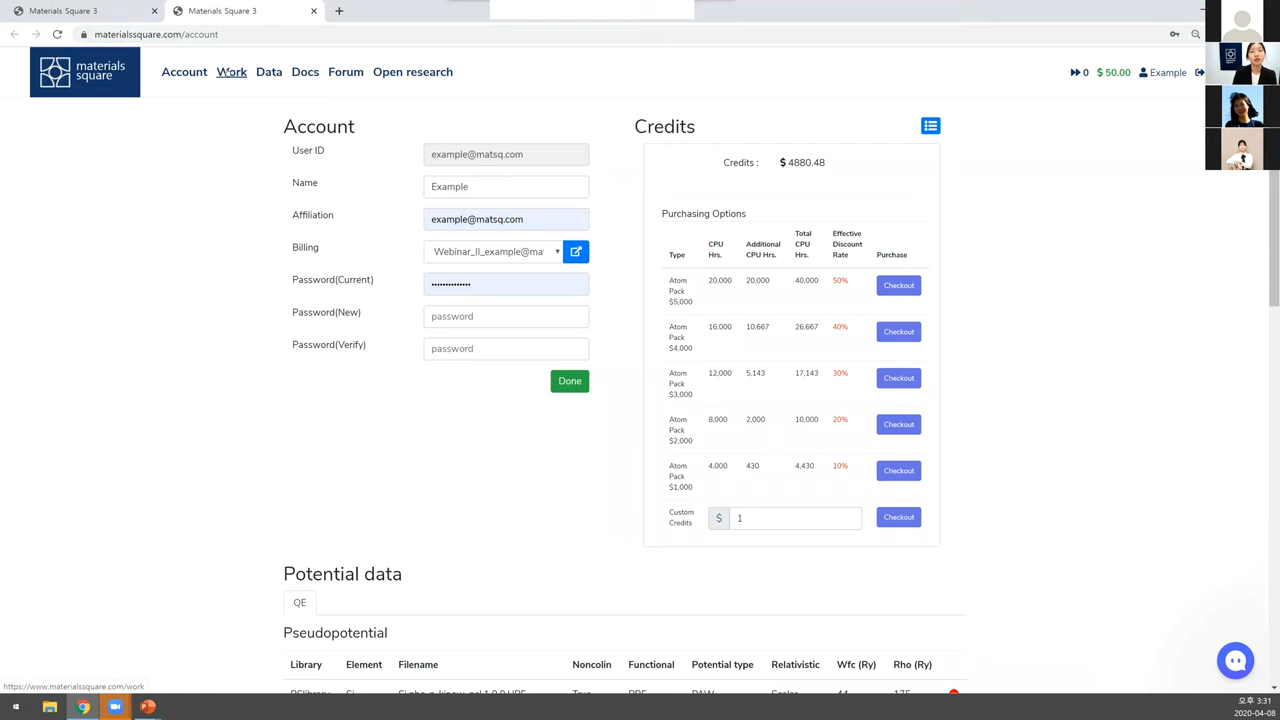 Materials Square 3
Materials Square 3
materialssquare.com/account
materials
square
Account Work Data Docs Forum Open research
0 $ 50.00 Example
Account
User ID
example@matsq.com
Name
Example
Affiliation
example@matsq.com
Billing
Webinar_II_example@ma
Password(Current)
••••••••••••••
Password(New)
password
Password(Verify)
password
Done
Credits
Credits : $ 4880.48
Purchasing Options
Type CPU Hrs. Additional CPU Hrs. Total CPU Hrs. Effective Discount Rate Purchase
Atom Pack $5,000 20,000 20,000 40,000 50% Checkout
Atom Pack $4,000 16,000 10,667 26,667 40% Checkout
Atom Pack $3,000 12,000 5,143 17,143 30% Checkout
Atom Pack $2,000 8,000 2,000 10,000 20% Checkout
Atom Pack $1,000 4,000 430 4,430 10% Checkout
Custom Credits $ 1 Checkout
Potential data
QE
Pseudopotential
Library Element Filename Noncolin Functional Potential type Relativistic Wfc (Ry) Rho (Ry)
https://www.materialssquare.com/work
오후 3:31
2020-04-08